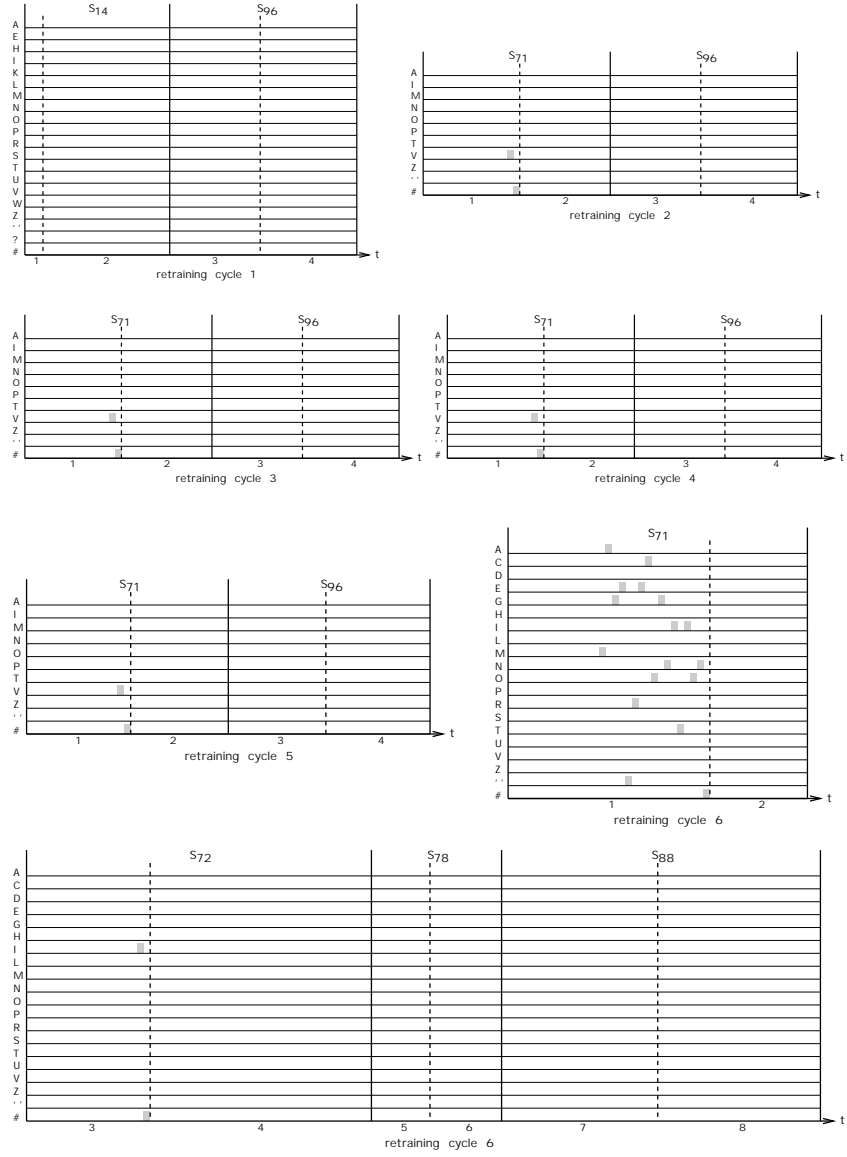 S14 S96
A
E
H
I
K
L
M
N
O
P
R
S
T
U
V
W
Z
' '
?
#
1 2 3 4 t
retraining cycle 1
S71 S96
A
I
M
N
O
P
T
V
Z
' '
#
1 2 3 4 t
retraining cycle 2
S71 S96
A
I
M
N
O
P
T
V
Z
' '
#
1 2 3 4 t
retraining cycle 3
S71 S96
A
I
M
N
O
P
T
V
Z
' '
#
1 2 3 4 t
retraining cycle 4
S71 S96
A
I
M
N
O
P
T
V
Z
' '
#
1 2 3 4 t
retraining cycle 5
S71
A
C
D
E
G
H
I
L
M
N
O
P
R
S
T
U
V
Z
' '
#
1 2 t
retraining cycle 6
S72 S78 S88
A
C
D
E
G
H
I
L
M
N
O
P
R
S
T
U
V
Z
' '
#
3 4 5 6 7 8 t
retraining cycle 6